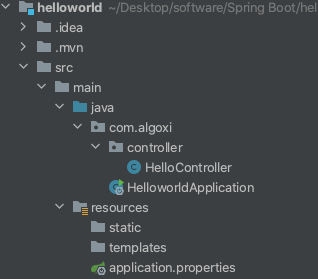 helloworld ~/Desktop/software/Spring Boot/hel
.idea
.mvn
src
main
java
com.algoxi
controller
HelloController
HelloworldApplication
resources
static
templates
application.properties